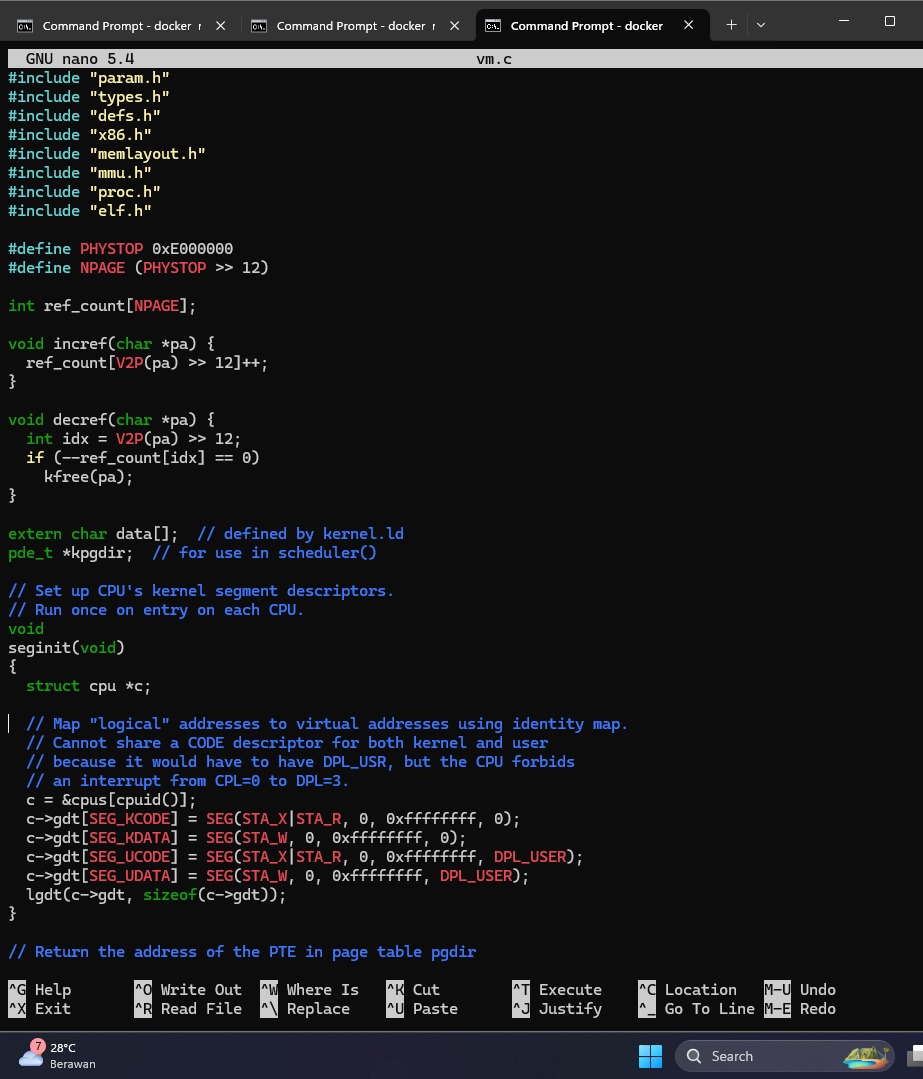 Command Prompt - docker r
Command Prompt - docker r
Command Prompt - docker
GNU nano 5.4 vm.c
#include "param.h"
#include "types.h"
#include "defs.h"
#include "x86.h"
#include "memlayout.h"
#include "mmu.h"
#include "proc.h"
#include "elf.h"
#define PHYSTOP 0xE000000
#define NPAGE (PHYSTOP >> 12)
int ref_count[NPAGE];
void incref(char *pa) {
  ref_count[V2P(pa) >> 12]++;
}
void decref(char *pa) {
  int idx = V2P(pa) >> 12;
  if (--ref_count[idx] == 0)
    kfree(pa);
}
extern char data[];  // defined by kernel.ld
pde_t *kpgdir;  // for use in scheduler()
// Set up CPU's kernel segment descriptors.
// Run once on entry on each CPU.
void
seginit(void)
{
  struct cpu *c;
  // Map "logical" addresses to virtual addresses using identity map.
  // Cannot share a CODE descriptor for both kernel and user
  // because it would have to have DPL_USR, but the CPU forbids
  // an interrupt from CPL=0 to DPL=3.
  c = &cpus[cpuid()];
  c->gdt[SEG_KCODE] = SEG(STA_X|STA_R, 0, 0xffffffff, 0);
  c->gdt[SEG_KDATA] = SEG(STA_W, 0, 0xffffffff, 0);
  c->gdt[SEG_UCODE] = SEG(STA_X|STA_R, 0, 0xffffffff, DPL_USER);
  c->gdt[SEG_UDATA] = SEG(STA_W, 0, 0xffffffff, DPL_USER);
  lgdt(c->gdt, sizeof(c->gdt));
}
// Return the address of the PTE in page table pgdir
^G Help ^O Write Out ^W Where Is ^K Cut ^T Execute ^C Location M-U Undo
^X Exit ^R Read File ^\ Replace ^U Paste ^J Justify ^_ Go To Line M-E Redo
7
28°C
Berawan
Search